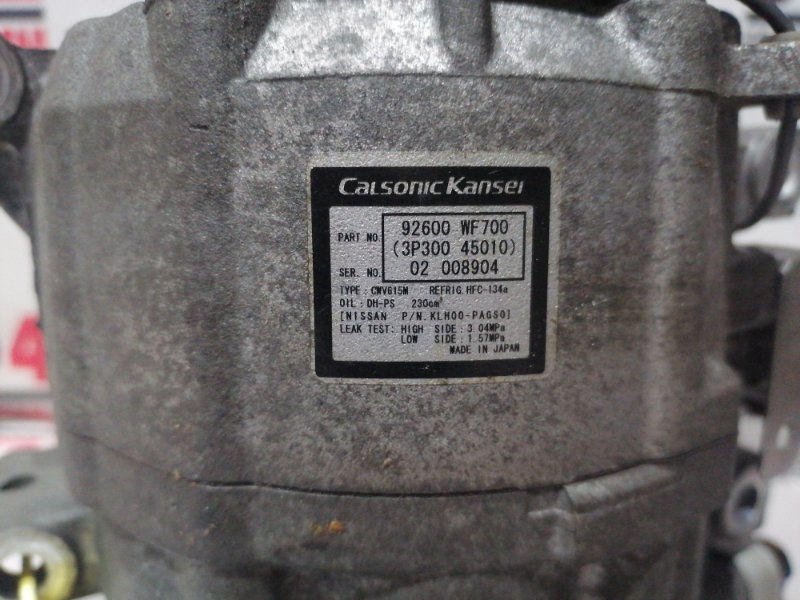 CALSONIC KANSEI
PART NO. 92600 WF700
(3P300 45010)
SER. NO. 02 008904
TYPE : CWV615M REFRIG. HFC-134a
OIL : DH-PS 230cm³
[NISSAN P/N. KLH00-PAGS0]
LEAK TEST: HIGH SIDE : 3.04MPa
LOW SIDE : 1.57MPa
MADE IN JAPAN